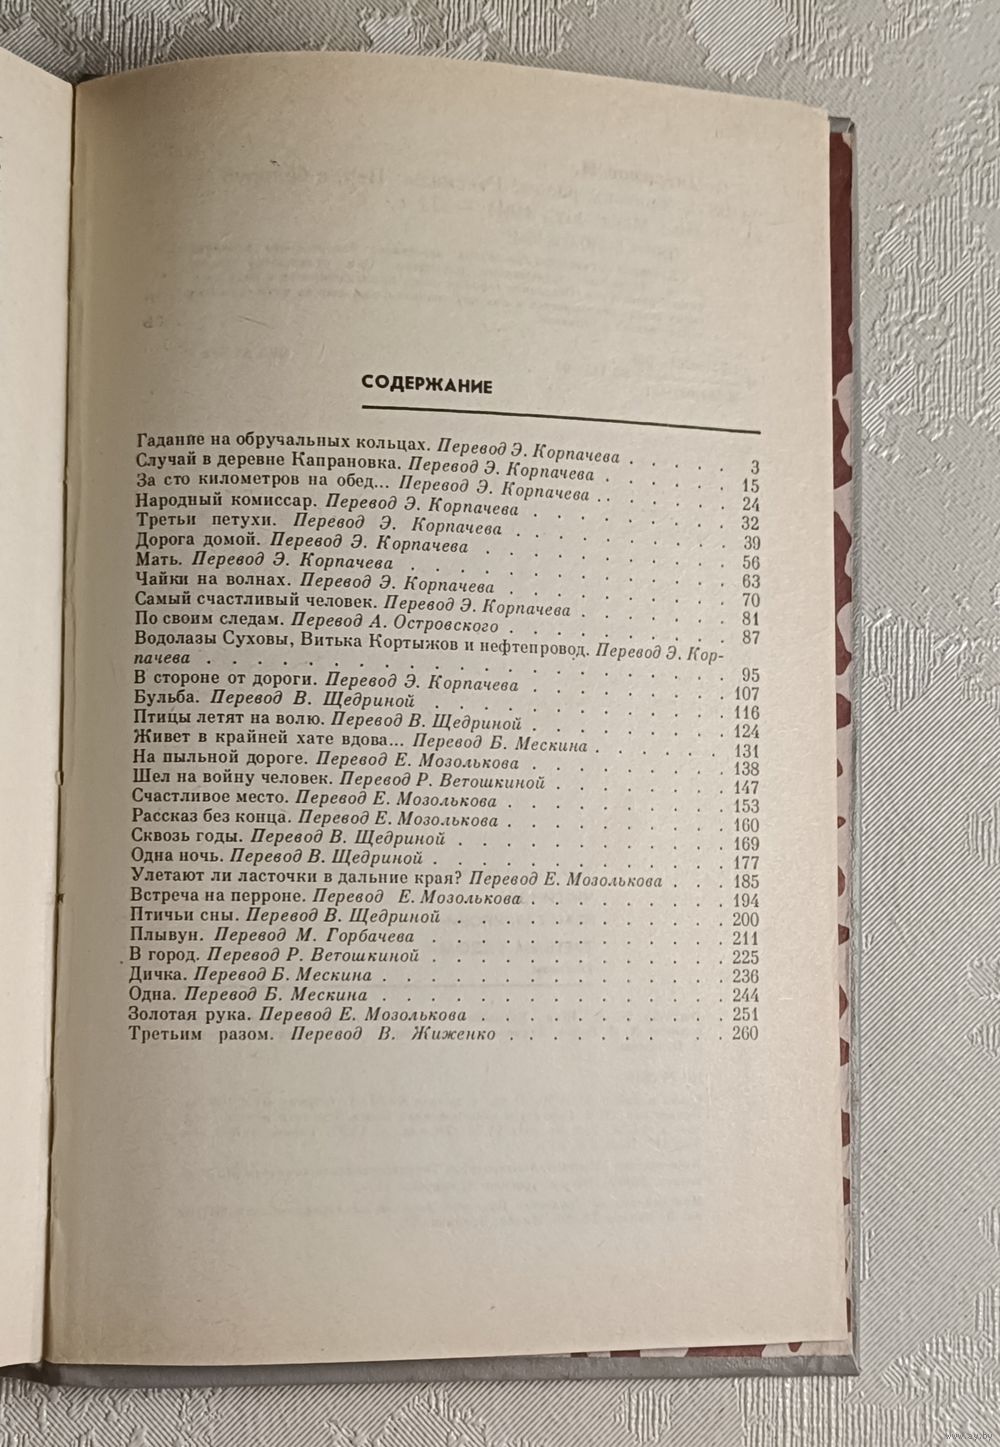 СОДЕРЖАНИЕ
Гадание на обручальных кольцах. Перевод Э. Корпачева . . . . . 3
Случай в деревне Капрановка. Перевод Э. Корпачева . . . . . . 15
За сто километров на обед... Перевод Э. Корпачева . . . . . . 24
Народный комиссар. Перевод Э. Корпачева . . . . . . . . 32
Третьи петухи. Перевод Э. Корпачева . . . . . . . . 39
Дорога домой. Перевод Э. Корпачева . . . . . . . . . 56
Мать. Перевод Э. Корпачева . . . . . . . . . . 63
Чайки на волнах. Перевод Э. Корпачева . . . . . . . . 70
Самый счастливый человек. Перевод Э. Корпачева . . . . . . 81
По своим следам. Перевод А. Островского . . . . . . . . 87
Водолазы Суховы, Витька Кортыжов и нефтепровод. Перевод Э. Кор-
пачева . . . . . . . . . . . . . . . 95
В стороне от дороги. Перевод Э. Корпачева . . . . . . . . 107
Бульба. Перевод В. Щедриной . . . . . . . . . . 116
Птицы летят на волю. Перевод В. Щедриной . . . . . . . 124
Живет в крайней хате вдова... Перевод Б. Мескина . . . . . . 131
На пыльной дороге. Перевод Е. Мозолькова . . . . . . . . 138
Шел на войну человек. Перевод Р. Ветошкиной . . . . . . . 147
Счастливое место. Перевод Е. Мозолькова . . . . . . . . 153
Рассказ без конца. Перевод Е. Мозолькова . . . . . . . . 160
Сквозь годы. Перевод В. Щедриной . . . . . . . . . 169
Одна ночь. Перевод В. Щедриной . . . . . . . . . . 177
Улетают ли ласточки в дальние края? Перевод Е. Мозолькова . . . 185
Встреча на перроне. Перевод Е. Мозолькова . . . . . . . . 194
Птичьи сны. Перевод В. Щедриной . . . . . . . . . 200
Плывун. Перевод М. Горбачева . . . . . . . . . . 211
В город. Перевод Р. Ветошкиной . . . . . . . . . . 225
Дичка. Перевод Б. Мескина . . . . . . . . . . . 236
Одна. Перевод Б. Мескина . . . . . . . . . . . 244
Золотая рука. Перевод Е. Мозолькова . . . . . . . . . 251
Третьим разом. Перевод В. Жиженко . . . . . . . . 260
www.ay.by